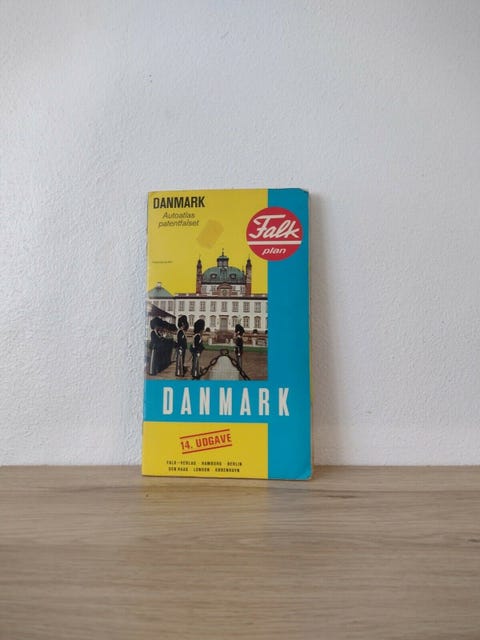 DANMARK
Autoatlas
patentfalset
Falk
plan
DANMARK
14. UDGAVE
FALK-VERLAG · HAMBURG · BERLIN
DEN HAAG · LONDON · KØBENHAVN